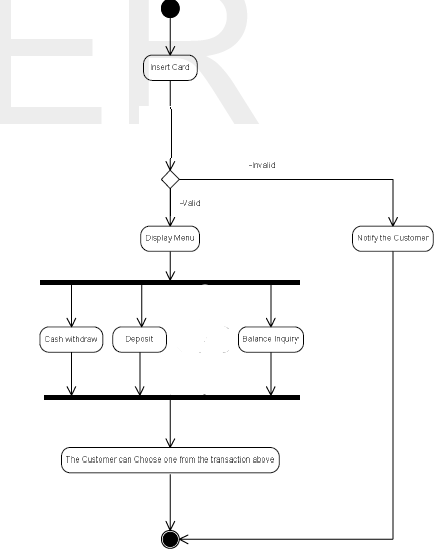 ER
Insert Card
-Invalid
-Valid
Display Menu
Notify the Customer
Cash withdraw
Deposit
Balance Inquiry
The Customer can Choose one from the transaction above